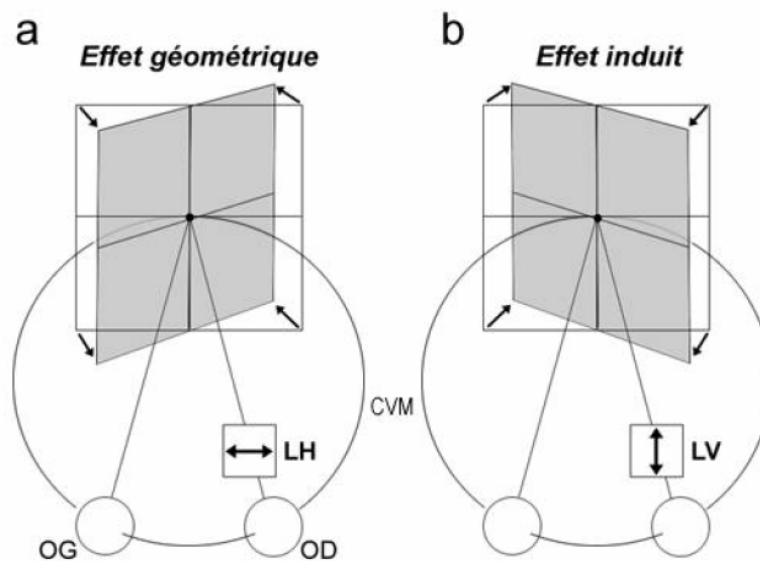 a
Effet géométrique
LH
OG
OD
CVM
b
Effet induit
LV